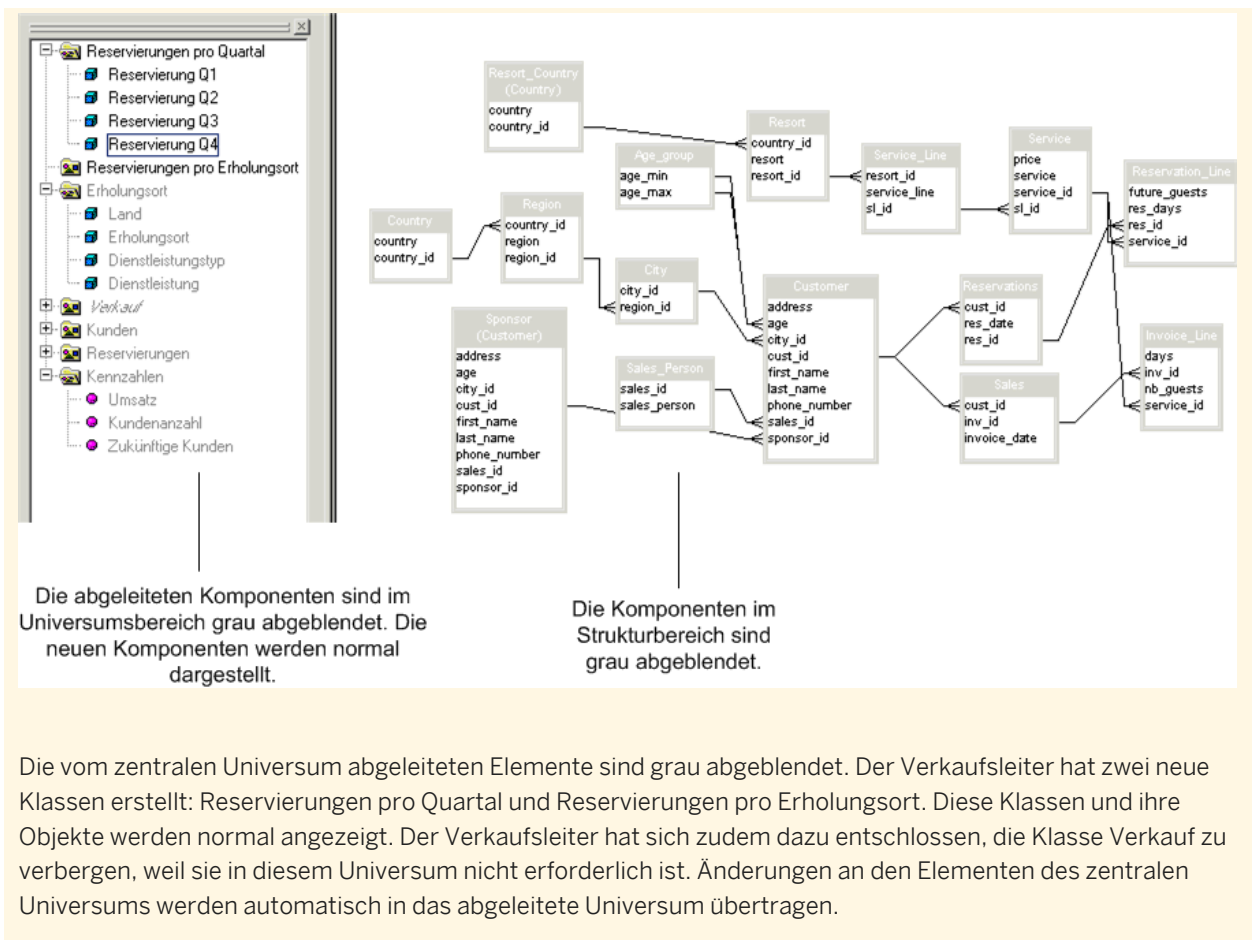 Reservierungen pro Quartal
Reservierung Q1
Reservierung Q2
Reservierung Q3
Reservierung Q4
Reservierungen pro Erholungsort
Erholungsort
Land
Erholungsort
Dienstleistungstyp
Dienstleistung
Verkauf
Kunden
Reservierungen
Kennzahlen
Umsatz
Kundenanzahl
Zukünftige Kunden
Resort_Country
(Country)
country
country_id
Resort
country_id
resort
resort_id
Age_group
age_min
age_max
Service_Line
resort_id
service_line
sl_id
Service
price
service
service_id
sl_id
Reservation_Line
future_guests
res_days
res_id
service_id
Country
country
country_id
Region
country_id
region
region_id
City
city_id
region_id
Customer
address
age
city_id
cust_id
first_name
last_name
phone_number
sales_id
sponsor_id
Reservations
cust_id
res_date
res_id
Sponsor
(Customer)
address
age
city_id
cust_id
first_name
last_name
phone_number
sales_id
sponsor_id
Sales_Person
sales_id
sales_person
Sales
cust_id
inv_id
invoice_date
Invoice_Line
days
inv_id
nb_guests
service_id
Die abgeleiteten Komponenten sind im
Universumsbereich grau abgeblendet. Die
neuen Komponenten werden normal
dargestellt.
Die Komponenten im
Strukturbereich sind
grau abgeblendet.
Die vom zentralen Universum abgeleiteten Elemente sind grau abgeblendet. Der Verkaufsleiter hat zwei neue
Klassen erstellt: Reservierungen pro Quartal und Reservierungen pro Erholungsort. Diese Klassen und ihre
Objekte werden normal angezeigt. Der Verkaufsleiter hat sich zudem dazu entschlossen, die Klasse Verkauf zu
verbergen, weil sie in diesem Universum nicht erforderlich ist. Änderungen an den Elementen des zentralen
Universums werden automatisch in das abgeleitete Universum übertragen.